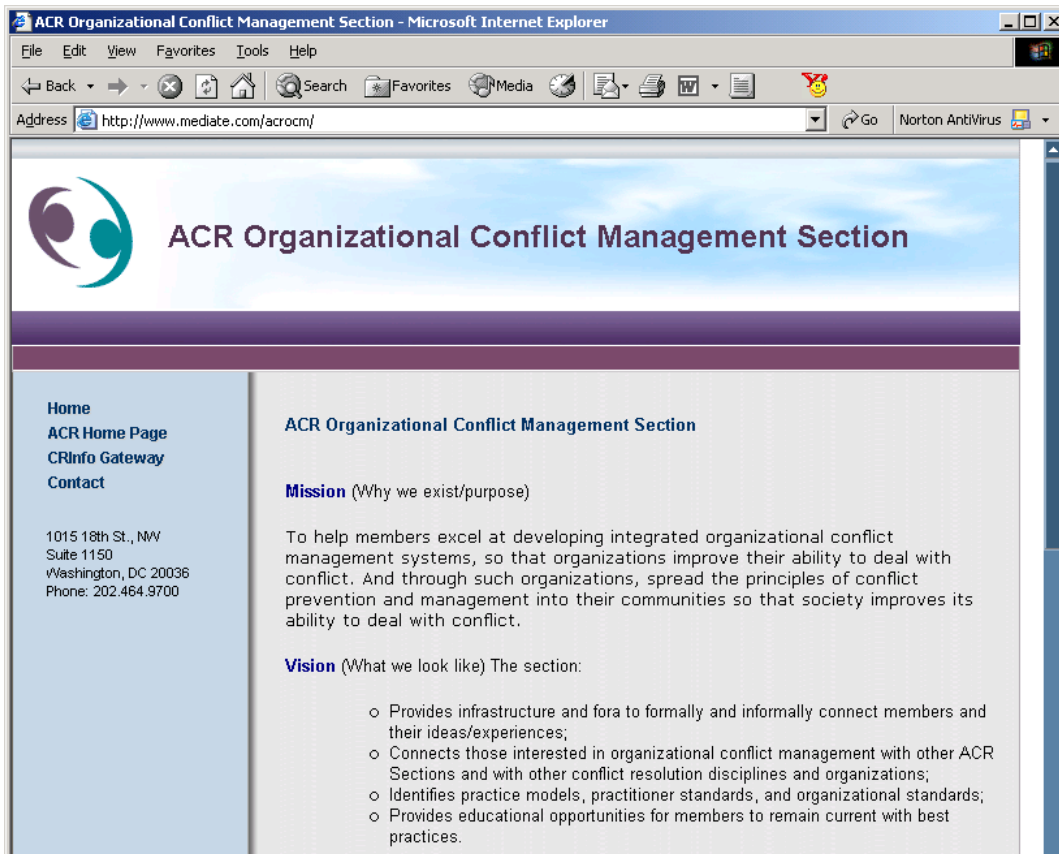 ACR Organizational Conflict Management Section - Microsoft Internet Explorer
File Edit View Favorites Tools Help
Back Search Favorites Media
Address http://www.mediate.com/acrocm/ Go Norton AntiVirus
ACR Organizational Conflict Management Section
Home
ACR Home Page
CRInfo Gateway
Contact
1015 18th St., NW
Suite 1150
Washington, DC 20036
Phone: 202.464.9700
ACR Organizational Conflict Management Section
Mission (Why we exist/purpose)
To help members excel at developing integrated organizational conflict
management systems, so that organizations improve their ability to deal with
conflict. And through such organizations, spread the principles of conflict
prevention and management into their communities so that society improves its
ability to deal with conflict.
Vision (What we look like) The section:
Provides infrastructure and fora to formally and informally connect members and
their ideas/experiences;
Connects those interested in organizational conflict management with other ACR
Sections and with other conflict resolution disciplines and organizations;
Identifies practice models, practitioner standards, and organizational standards;
Provides educational opportunities for members to remain current with best
practices.